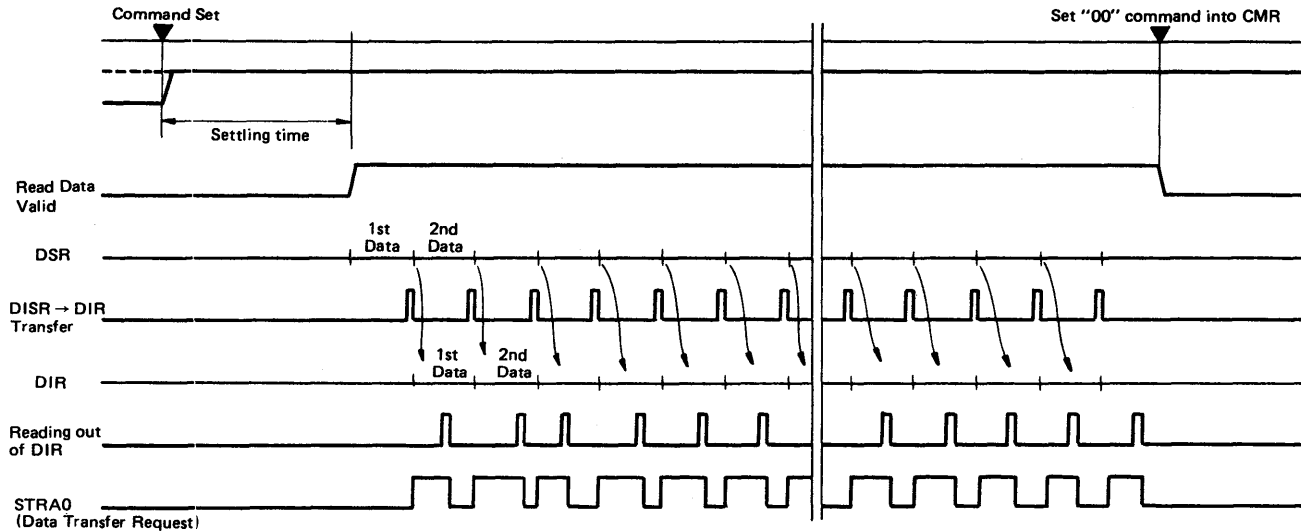 Command Set
Set "00" command into CMR
Settling time
Read Data
Valid
1st
Data
2nd
Data
DSR
DISR → DIR
Transfer
1st
Data
2nd
Data
DIR
Reading out
of DIR
STRA0
(Data Transfer Request)